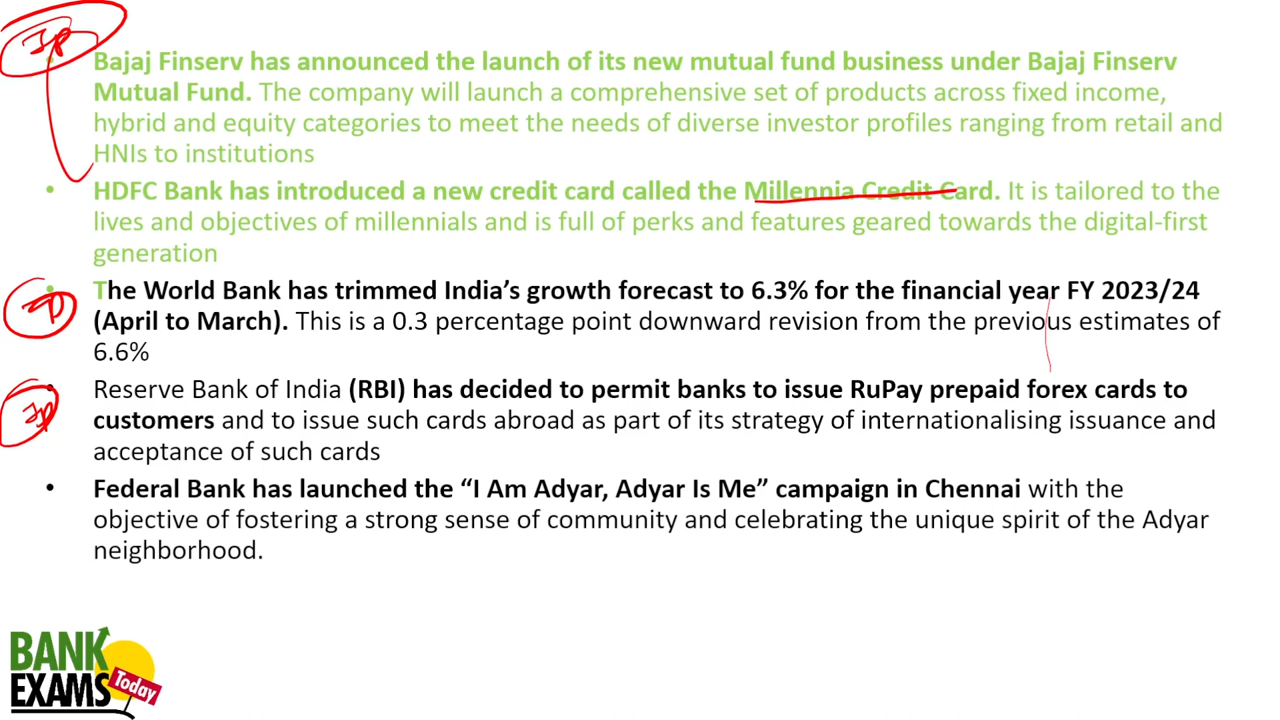 • Bajaj Finserv has announced the launch of its new mutual fund business under Bajaj Finserv
Mutual Fund. The company will launch a comprehensive set of products across fixed income,
hybrid and equity categories to meet the needs of diverse investor profiles ranging from retail and
HNIs to institutions
• HDFC Bank has introduced a new credit card called the Millennia Credit Card. It is tailored to the
lives and objectives of millennials and is full of perks and features geared towards the digital-first
generation
• The World Bank has trimmed India’s growth forecast to 6.3% for the financial year FY 2023/24
(April to March). This is a 0.3 percentage point downward revision from the previous estimates of
6.6%
• Reserve Bank of India (RBI) has decided to permit banks to issue RuPay prepaid forex cards to
customers and to issue such cards abroad as part of its strategy of internationalising issuance and
acceptance of such cards
• Federal Bank has launched the “I Am Adyar, Adyar Is Me” campaign in Chennai with the
objective of fostering a strong sense of community and celebrating the unique spirit of the Adyar
neighborhood.
BANK
EXAMS Today